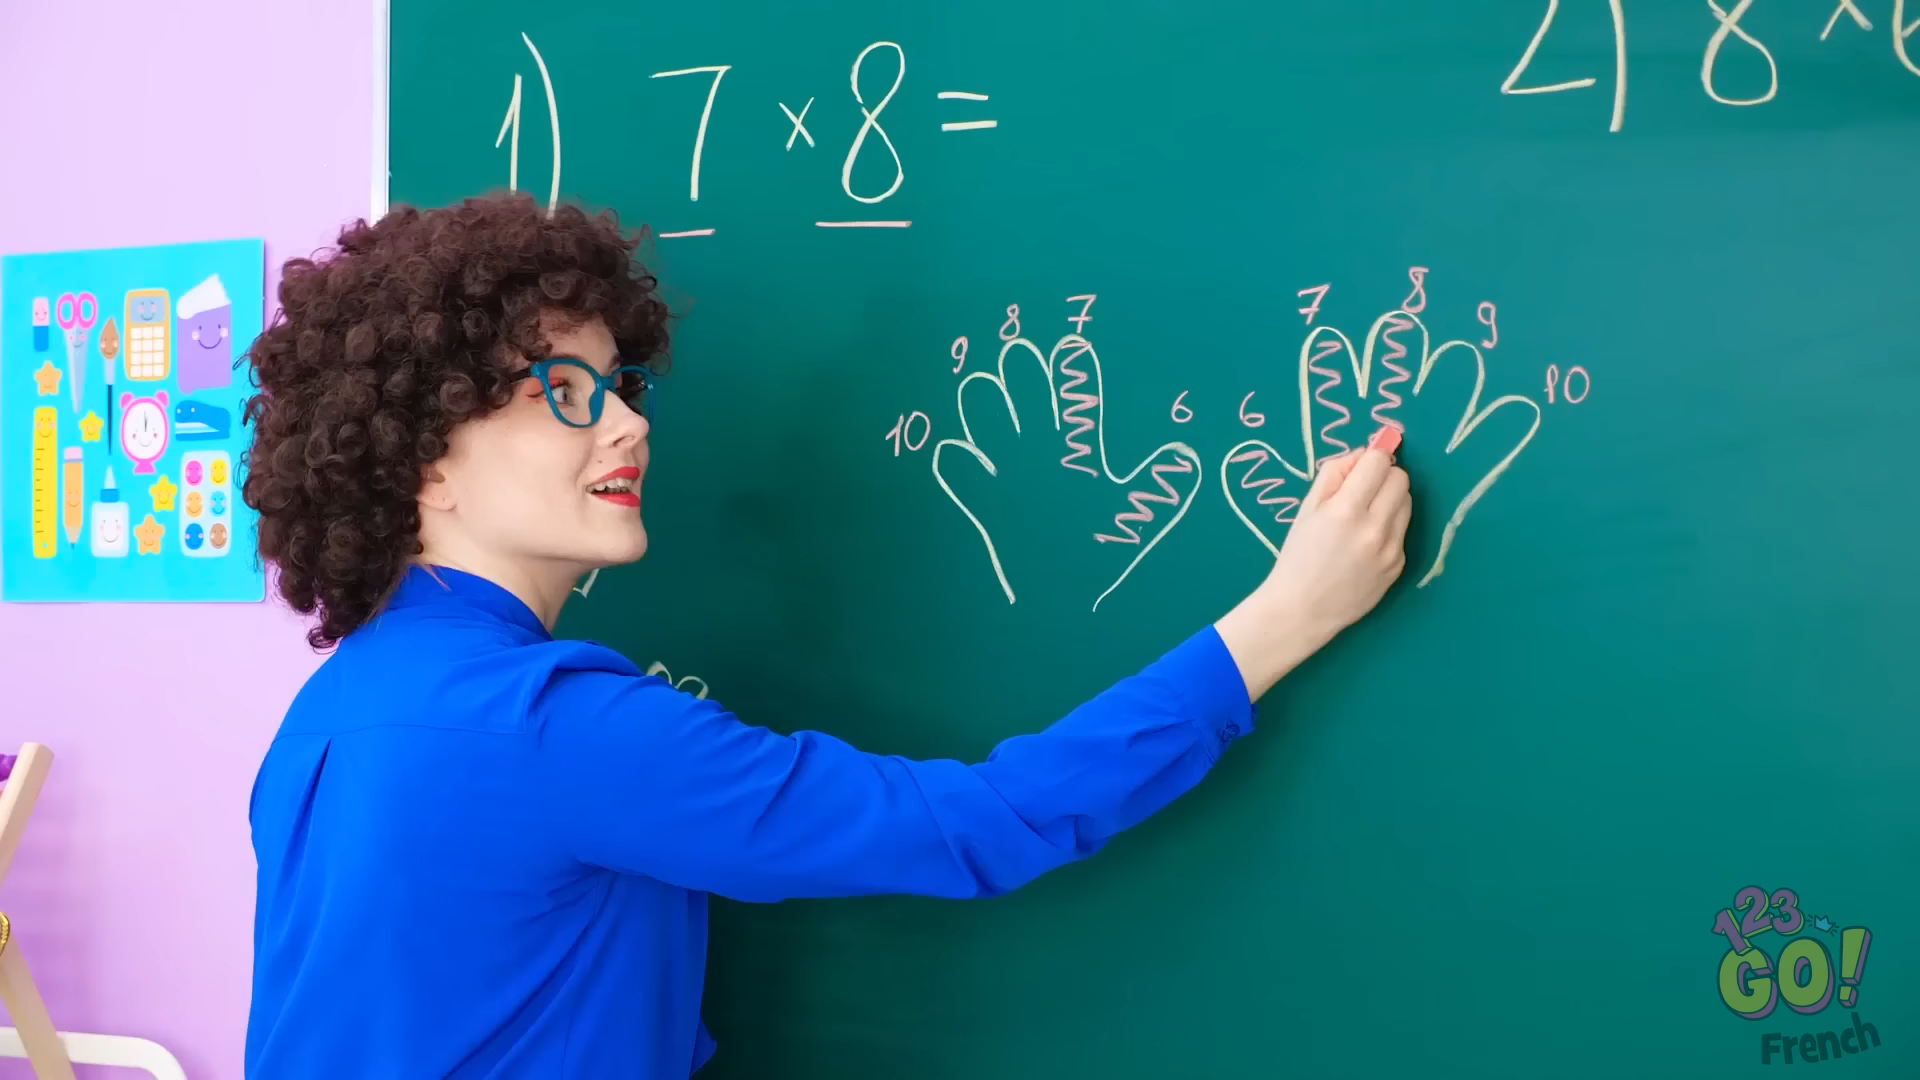 1) 7 × 8 =
2) 8 ×
10 9 8 7 6
6 7 8 9 10
123
GO!
French